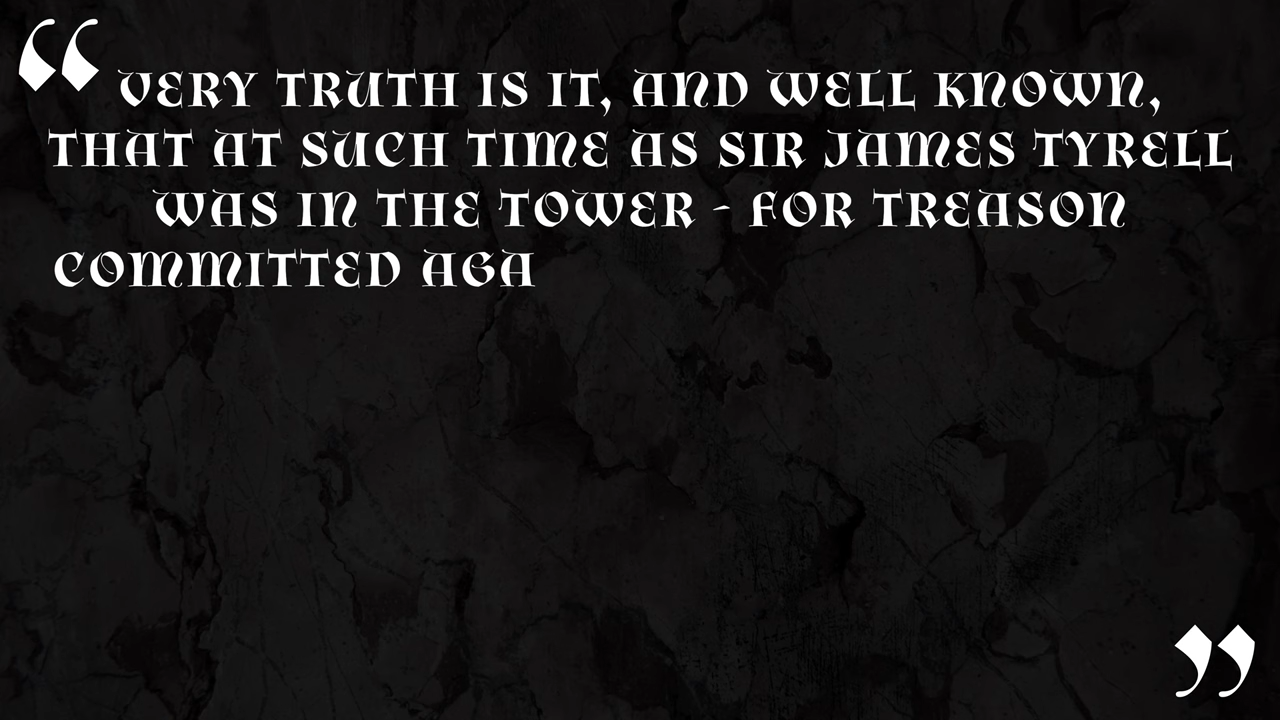 “ VERY TRUTH IS IT, AND WELL KNOWN,
THAT AT SUCH TIME AS SIR JAMES TYRELL
WAS IN THE TOWER - FOR TREASON
COMMITTED AGA
”